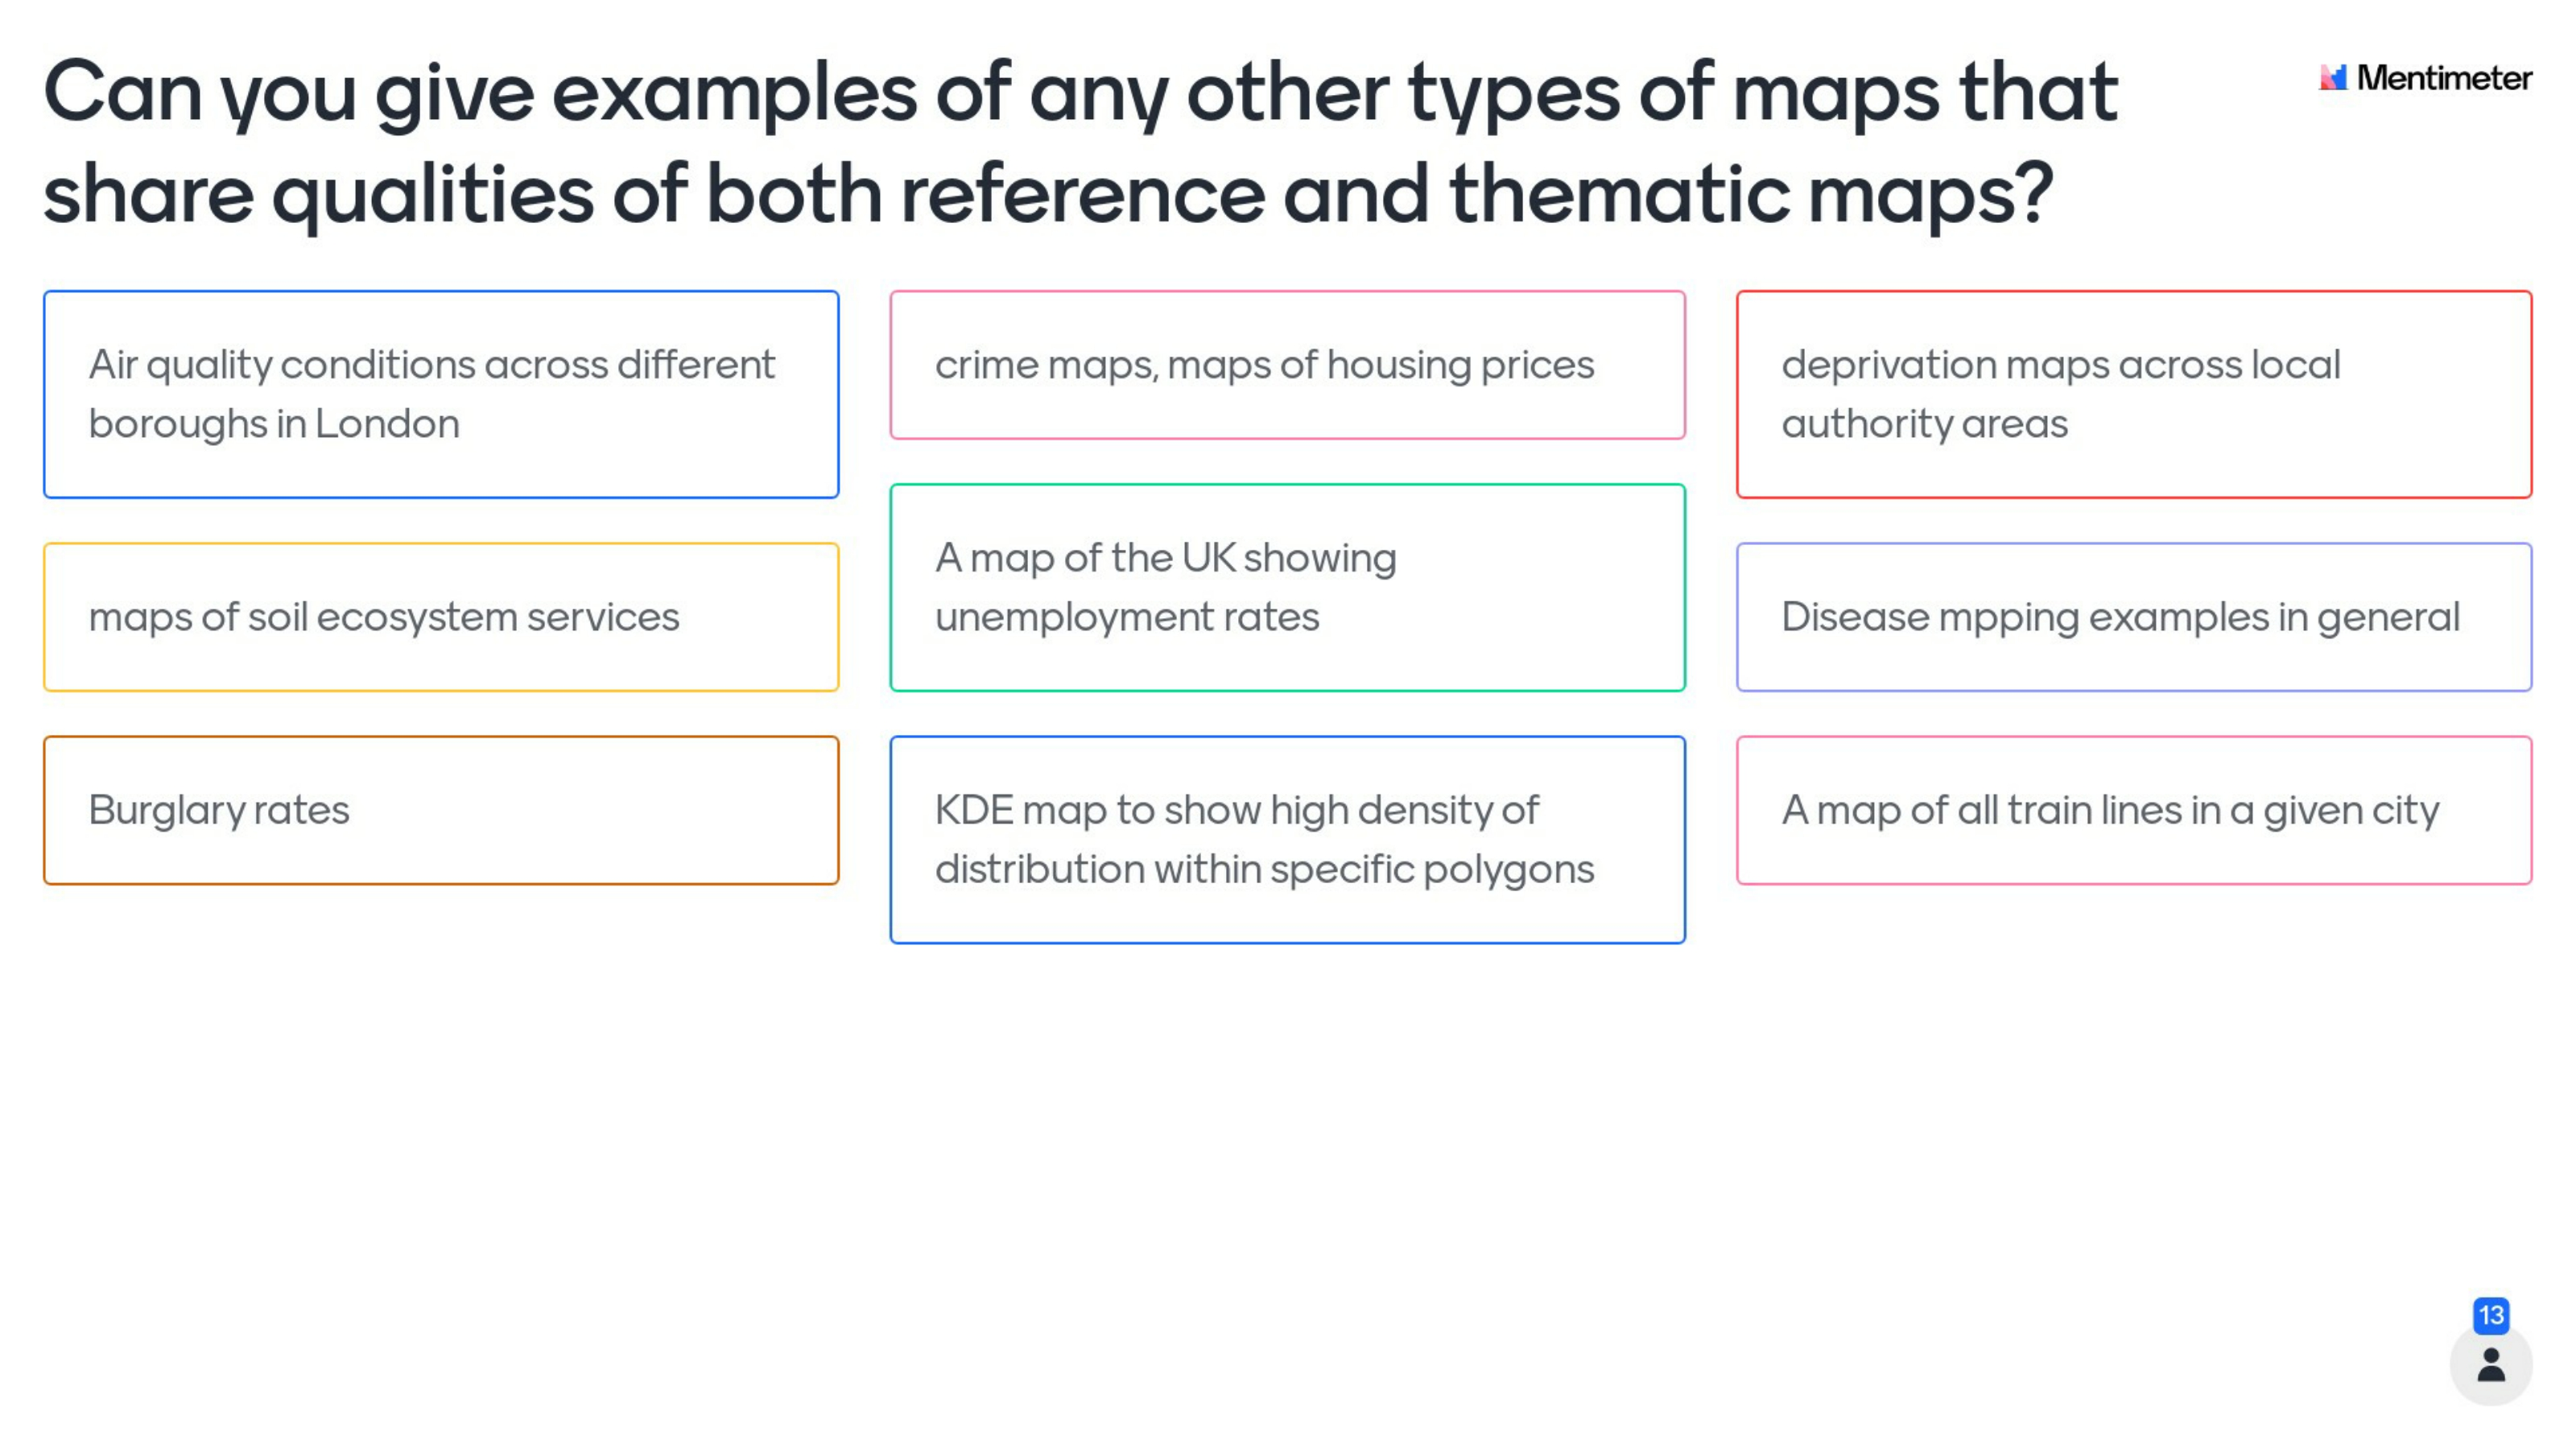 Can you give examples of any other types of maps that
share qualities of both reference and thematic maps?
Mentimeter
Air quality conditions across different
boroughs in London
crime maps, maps of housing prices
deprivation maps across local
authority areas
maps of soil ecosystem services
A map of the UK showing
unemployment rates
Disease mpping examples in general
Burglary rates
KDE map to show high density of
distribution within specific polygons
A map of all train lines in a given city
13